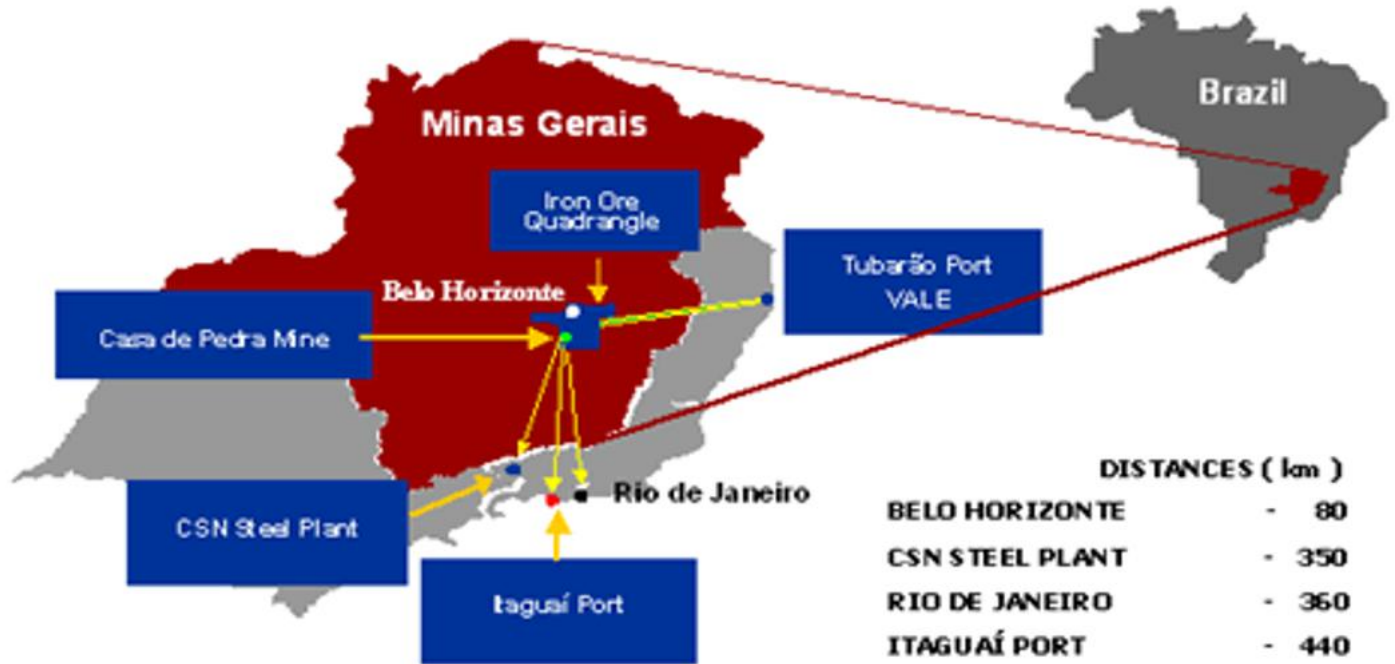 Brazil
Minas Gerais
Iron Ore
Quadrangle
Tubarão Port
VALE
Belo Horizonte
Casa de Pedra Mine
Rio de Janeiro
CSN Steel Plant
Itaguaí Port
DISTANCES ( km )
BELO HORIZONTE - 80
CSN STEEL PLANT - 350
RIO DE JANEIRO - 360
ITAGUAÍ PORT - 440